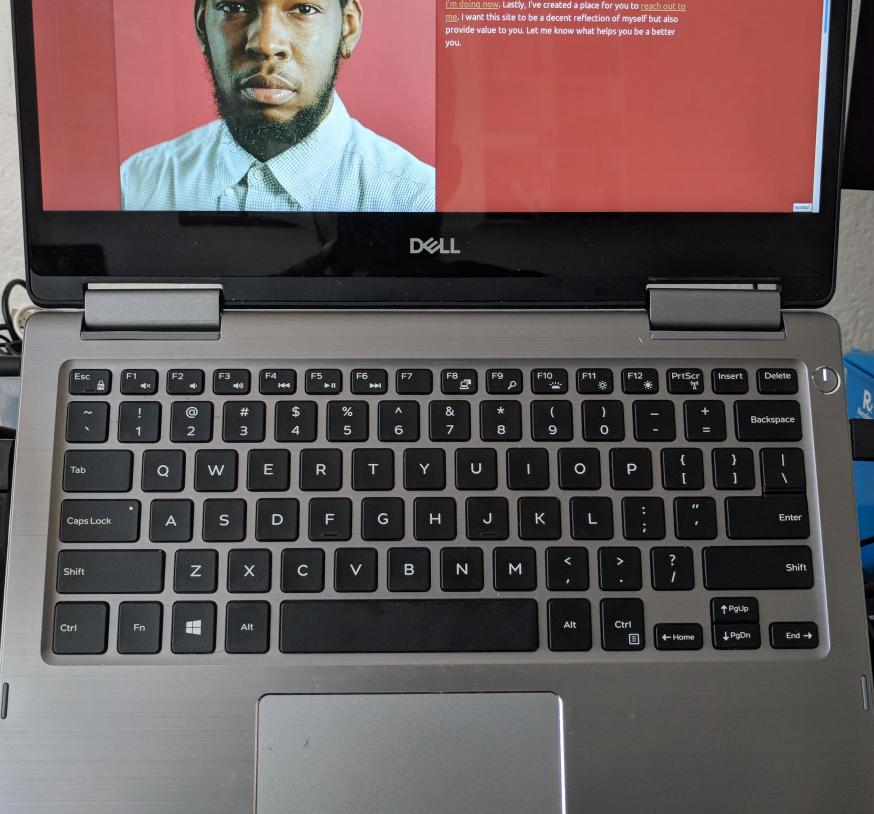 I'm doing now. Lastly, I've created a place for you to reach out to
me. I want this site to be a decent reflection of myself but also
provide value to you. Let me know what helps you be a better
you.
normal
DELL
Esc F1 F2 F3 F4 F5 F6 F7 F8 F9 F10 F11 F12 PrtScr Insert Delete
~ ! @ # $ % ^ & * ( ) _ +
` 1 2 3 4 5 6 7 8 9 0 - = Backspace
Tab Q W E R T Y U I O P { [ } ] | \
Caps Lock A S D F G H J K L : ; " ' Enter
Shift Z X C V B N M < , > . ? / Shift
Ctrl Fn Alt Alt Ctrl ←Home ↑PgUp ↓PgDn End→
R